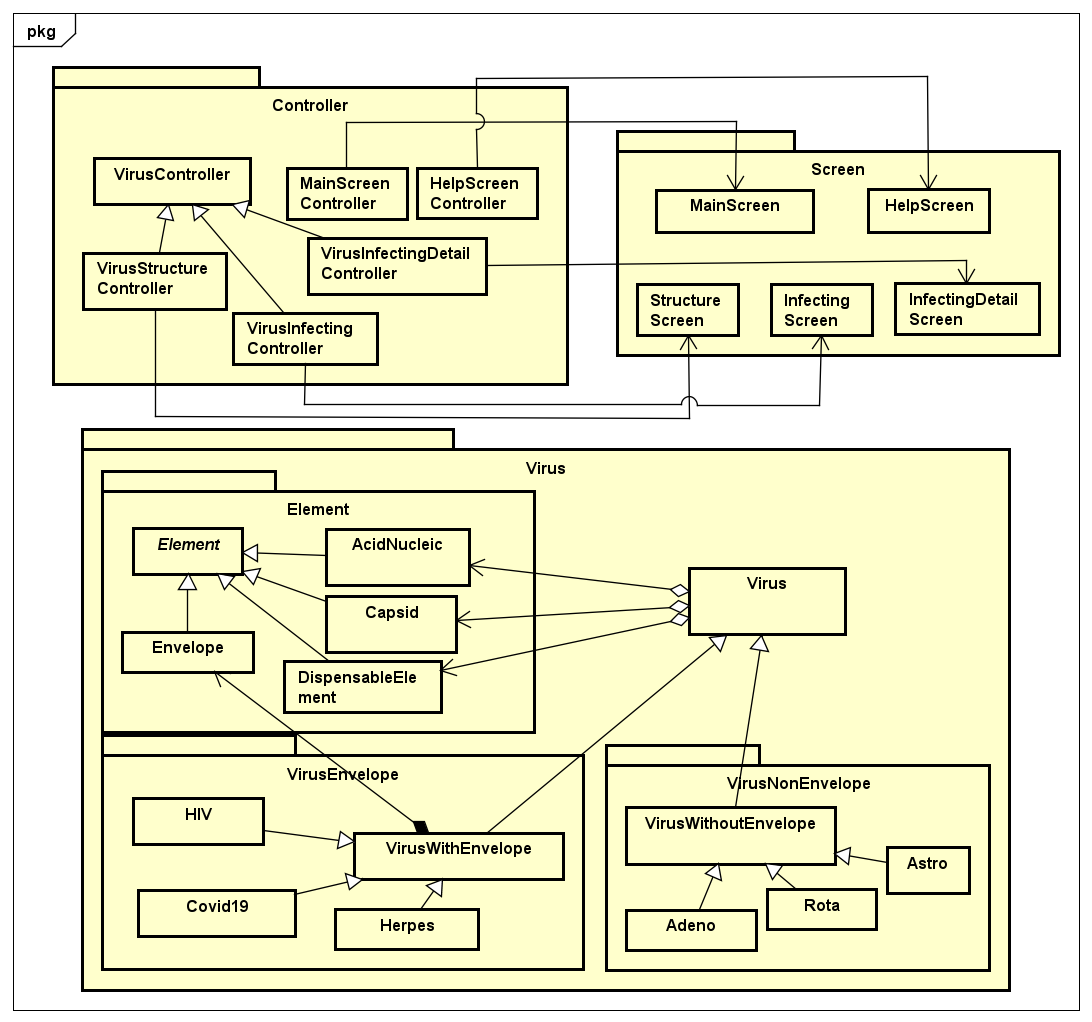 pkg
Controller
VirusController
MainScreen
Controller
HelpScreen
Controller
VirusStructure
Controller
VirusInfectingDetail
Controller
VirusInfecting
Controller
Screen
MainScreen
HelpScreen
Structure
Screen
Infecting
Screen
InfectingDetail
Screen
Virus
Element
Element
AcidNucleic
Capsid
Envelope
DispensableEle
ment
Virus
VirusEnvelope
HIV
VirusWithEnvelope
Covid19
Herpes
VirusNonEnvelope
VirusWithoutEnvelope
Astro
Rota
Adeno